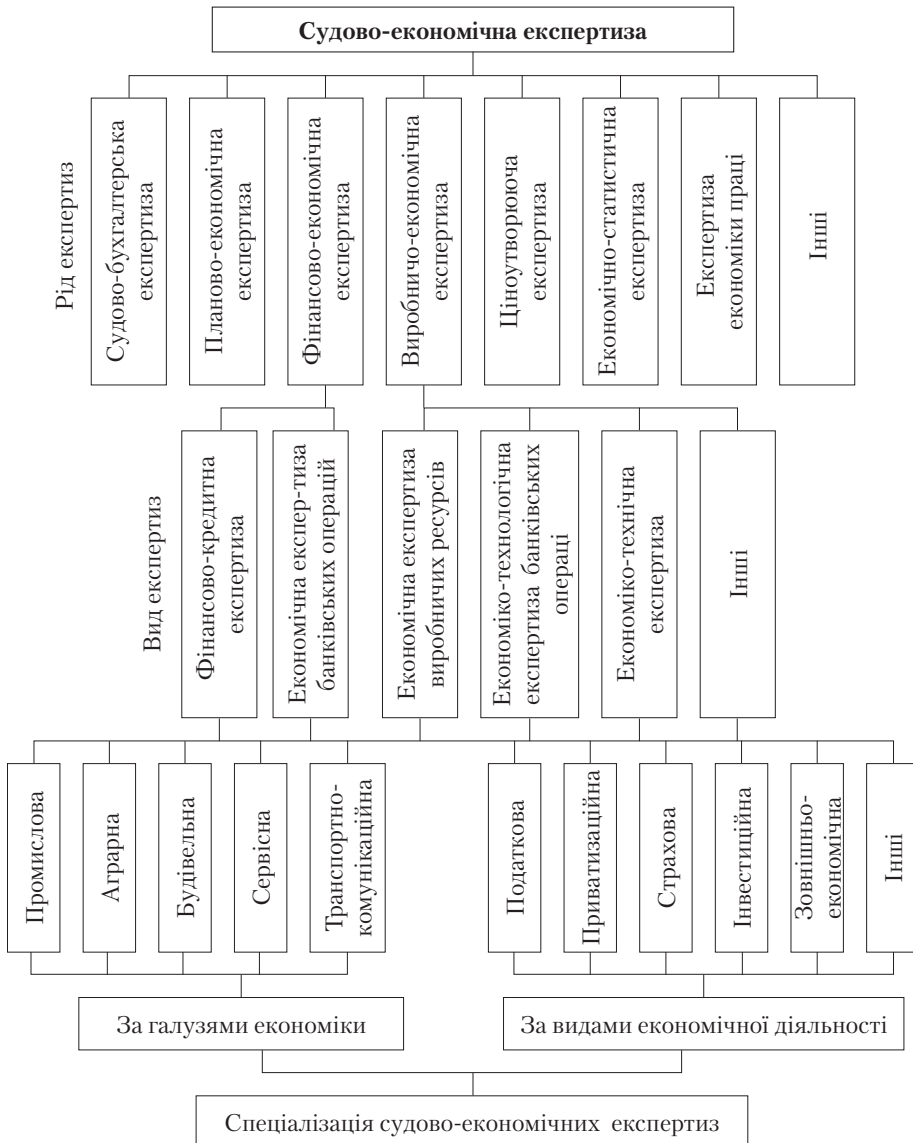 Судово-економічна експертиза
Рід експертиз
Судово-бухгалтерська
експертиза
Планово-економічна
експертиза
Фінансово-економічна
експертиза
Виробничо-економічна
експертиза
Ціноутворююча
експертиза
Економічно-статистична
експертиза
Експертиза
економіки праці
Інші
Вид експертиз
Фінансово-кредитна
експертиза
Економічна експер-тиза
банківських операцій
Економічна експертиза
виробничих ресурсів
Економіко-технологічна
експертиза банківських
операці
Економіко-технічна
експертиза
Інші
Промислова
Аграрна
Будівельна
Сервісна
Транспортно-
комунікаційна
Податкова
Приватизаційна
Страхова
Інвестиційна
Зовнішньо-
економічна
Інші
За галузями економіки
За видами економічної діяльності
Спеціалізація судово-економічних експертиз